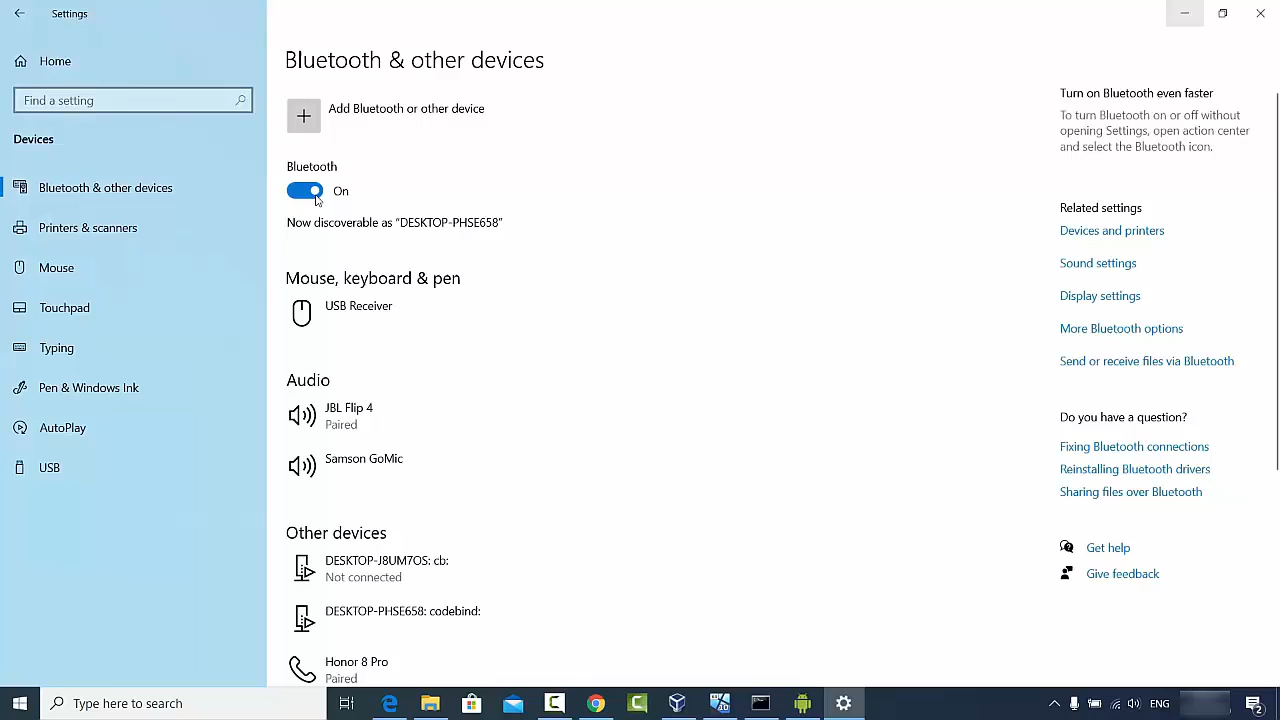 Settings
Home
Find a setting
Devices
Bluetooth & other devices
Printers & scanners
Mouse
Touchpad
Typing
Pen & Windows Ink
AutoPlay
USB
Bluetooth & other devices
Add Bluetooth or other device
Bluetooth
On
Now discoverable as “DESKTOP-PHSE658”
Mouse, keyboard & pen
USB Receiver
Audio
JBL Flip 4
Paired
Samson GoMic
Other devices
DESKTOP-J8UM7OS: cb:
Not connected
DESKTOP-PHSE658: codebind:
Honor 8 Pro
Paired
Turn on Bluetooth even faster
To turn Bluetooth on or off without
opening Settings, open action center
and select the Bluetooth icon.
Related settings
Devices and printers
Sound settings
Display settings
More Bluetooth options
Send or receive files via Bluetooth
Do you have a question?
Fixing Bluetooth connections
Reinstalling Bluetooth drivers
Sharing files over Bluetooth
Get help
Give feedback
Type here to search
ENG
2